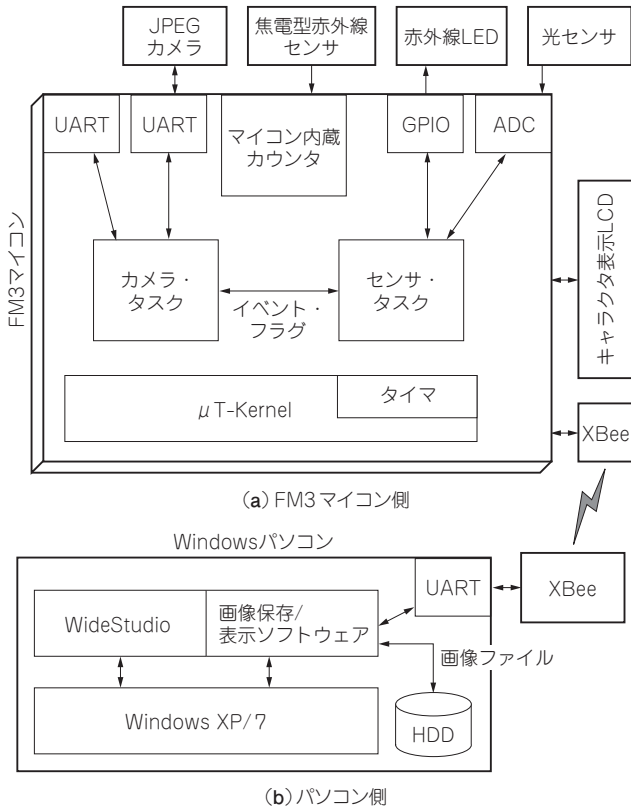 JPEG
カメラ
焦電型赤外線
センサ
赤外線LED
光センサ
UART
UART
マイコン内蔵
カウンタ
GPIO
ADC
FM3マイコン
カメラ・
タスク
イベント・
フラグ
センサ・
タスク
キャラクタ表示LCD
μT-Kernel
タイマ
XBee
(a) FM3マイコン側
Windowsパソコン
UART
XBee
WideStudio
画像保存/
表示ソフトウェア
画像ファイル
Windows XP/7
HDD
(b) パソコン側